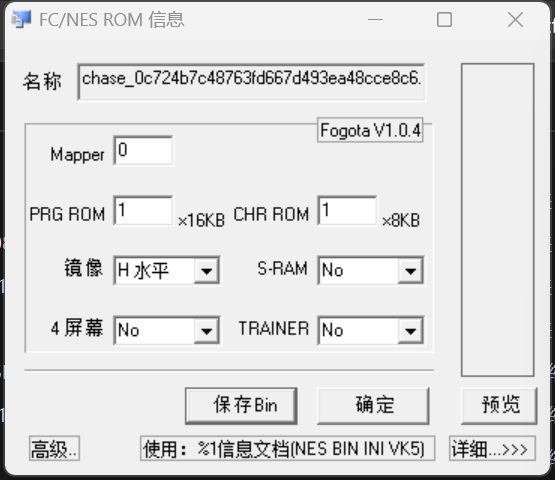 FC/NES ROM 信息
名称 chase_0c724b7c48763fd667d493ea48cce8c6.
Fogota V1.0.4
Mapper 0
PRG ROM 1 ×16KB CHR ROM 1 ×8KB
镜像 H 水平 S-RAM No
4 屏幕 No TRAINER No
保存Bin 确定 预览
高级.. 使用：%1信息文档(NES BIN INI VK5) 详细...>>>